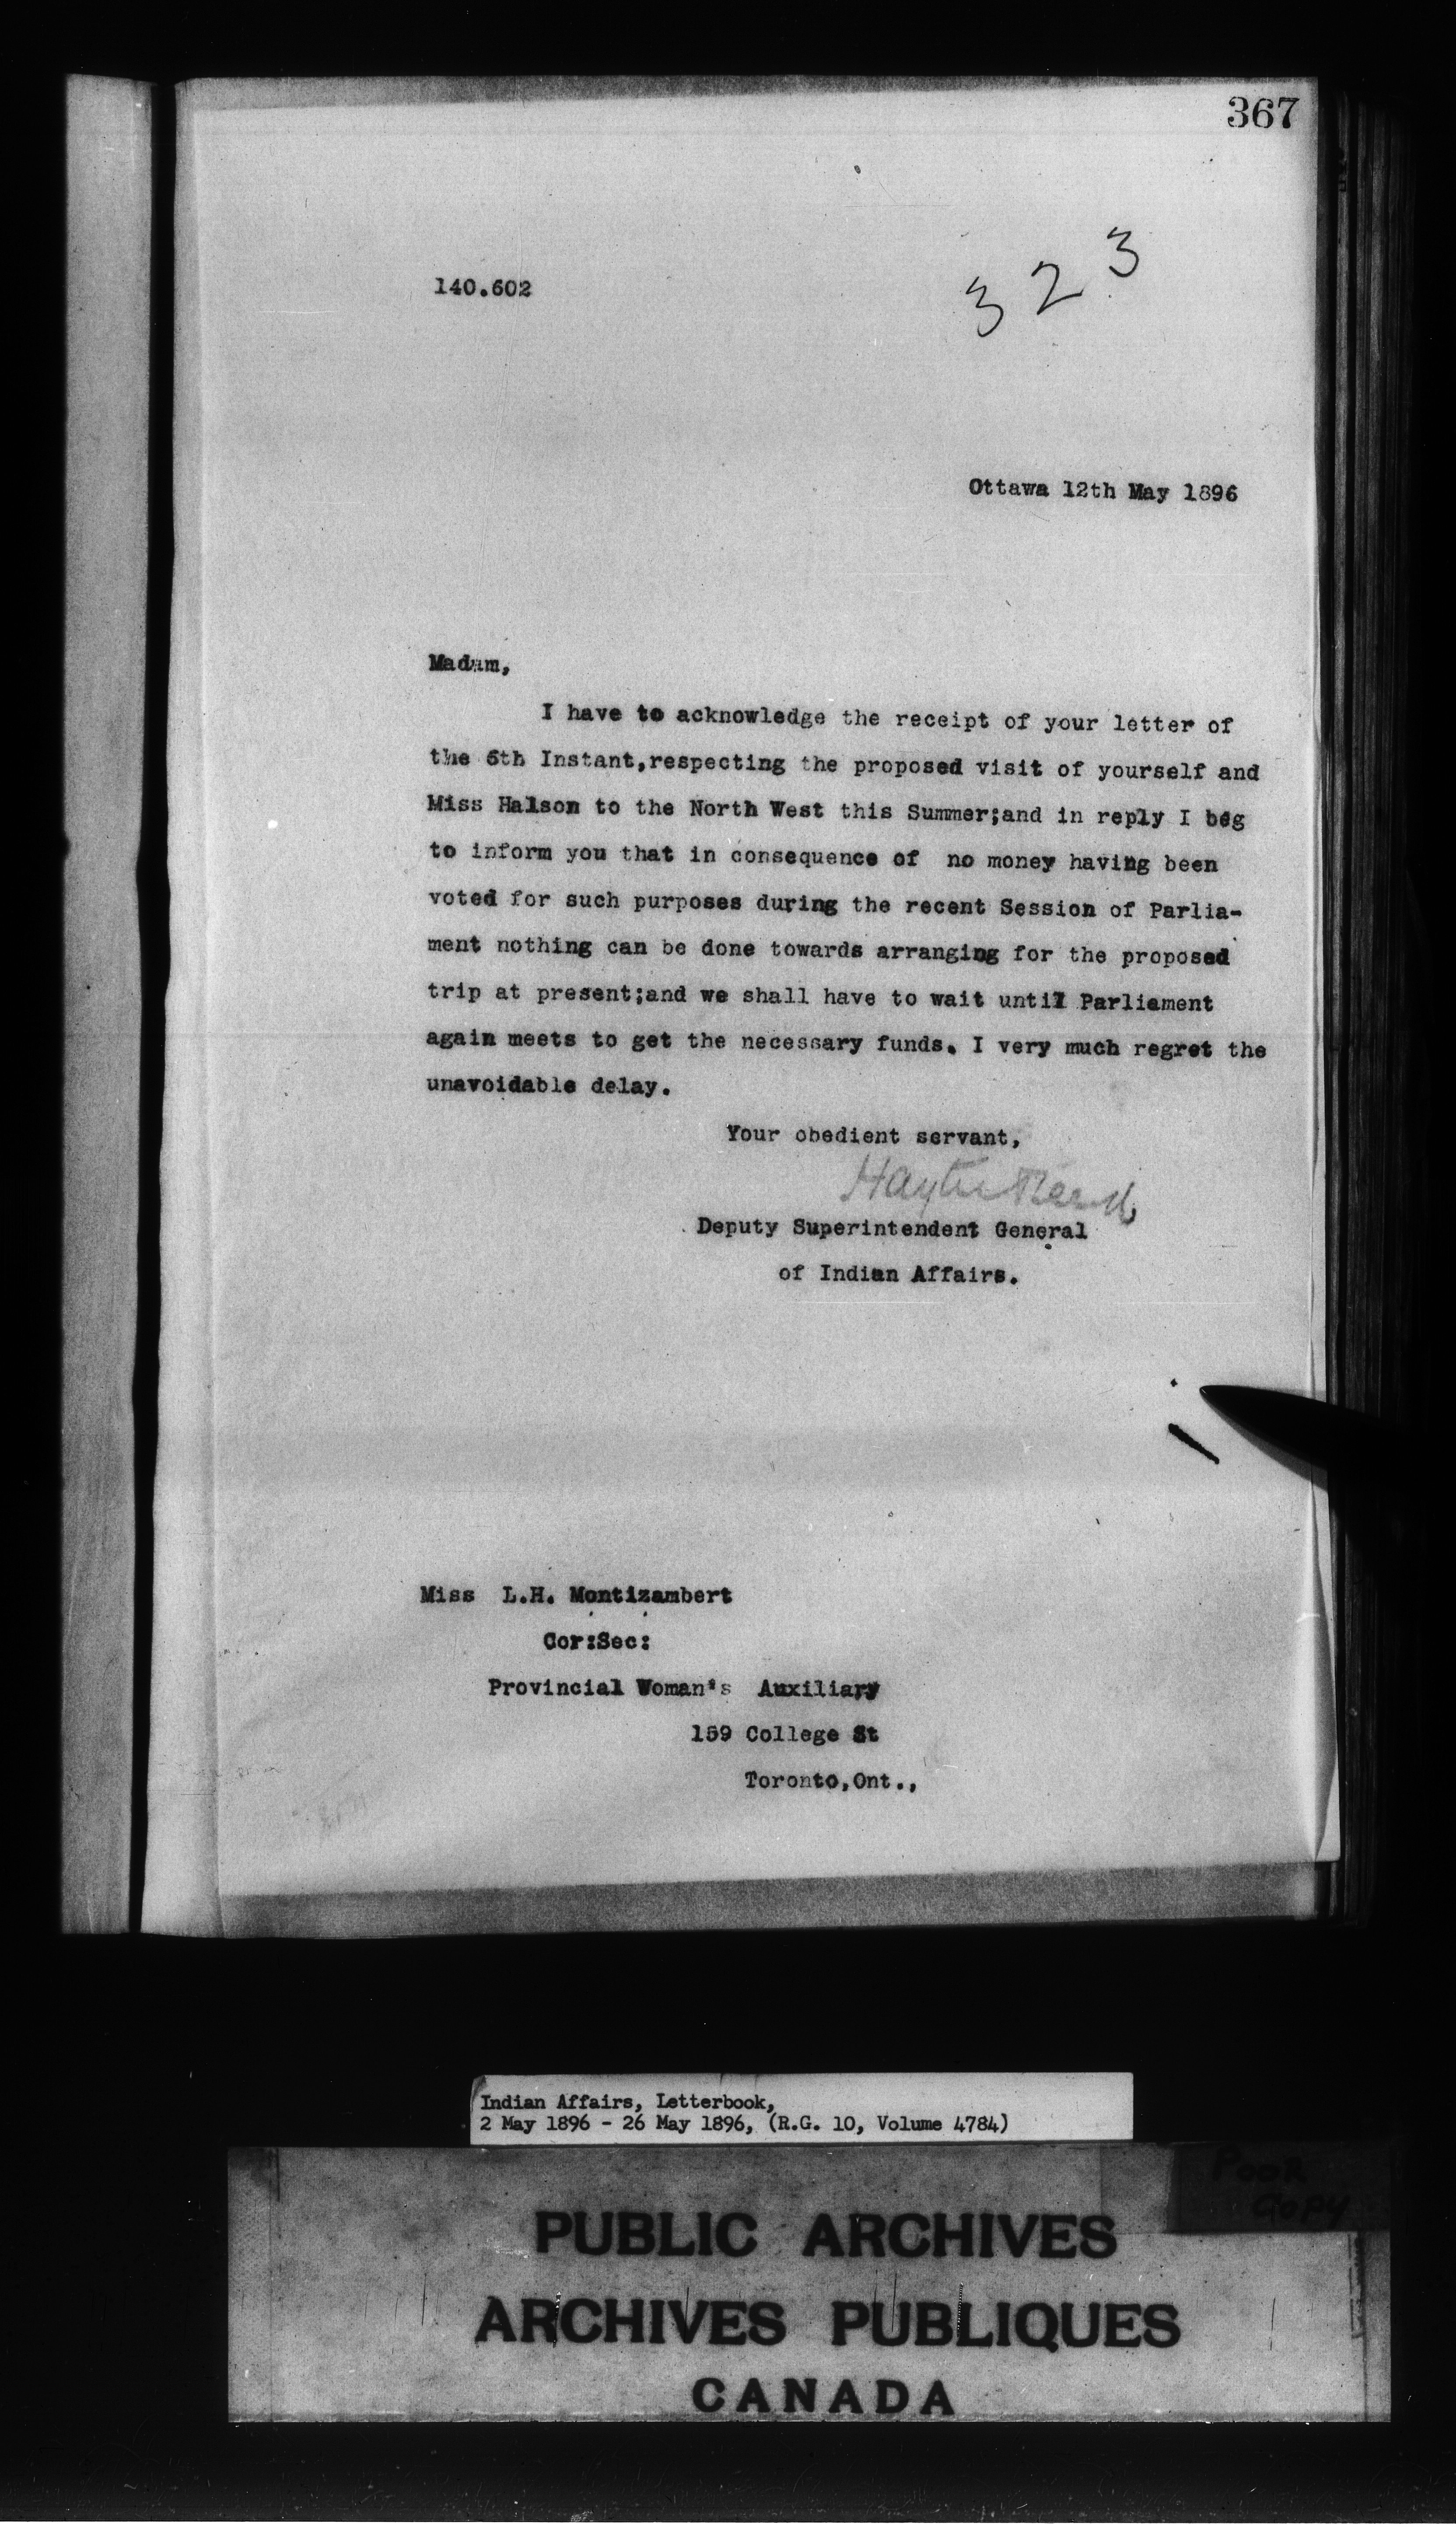 367
323
140.602
Ottawa 12th May 1896
Madam,
I have to acknowledge the receipt of your letter of
the 6th Instant,respecting the proposed visit of yourself and
Miss Halson to the North West this Summer;and in reply I beg
to inform you that in consequence of no money having been
voted for such purposes during the recent Session of Parlia-
ment nothing can be done towards arranging for the proposed
trip at present;and we shall have to wait until Parliament
again meets to get the necessary funds. I very much regret the
unavoidable delay.
Your obedient servant,
Hayter Reed
Deputy Superintendent General
of Indian Affairs.
Miss L.H. Montizambert
Cor:Sec:
Provincial Woman's Auxiliary
159 College St
Toronto,Ont.,
Indian Affairs, Letterbook,
2 May 1896 - 26 May 1896, (R.G. 10, Volume 4784)
Poor
Copy
PUBLIC ARCHIVES
ARCHIVES PUBLIQUES
CANADA